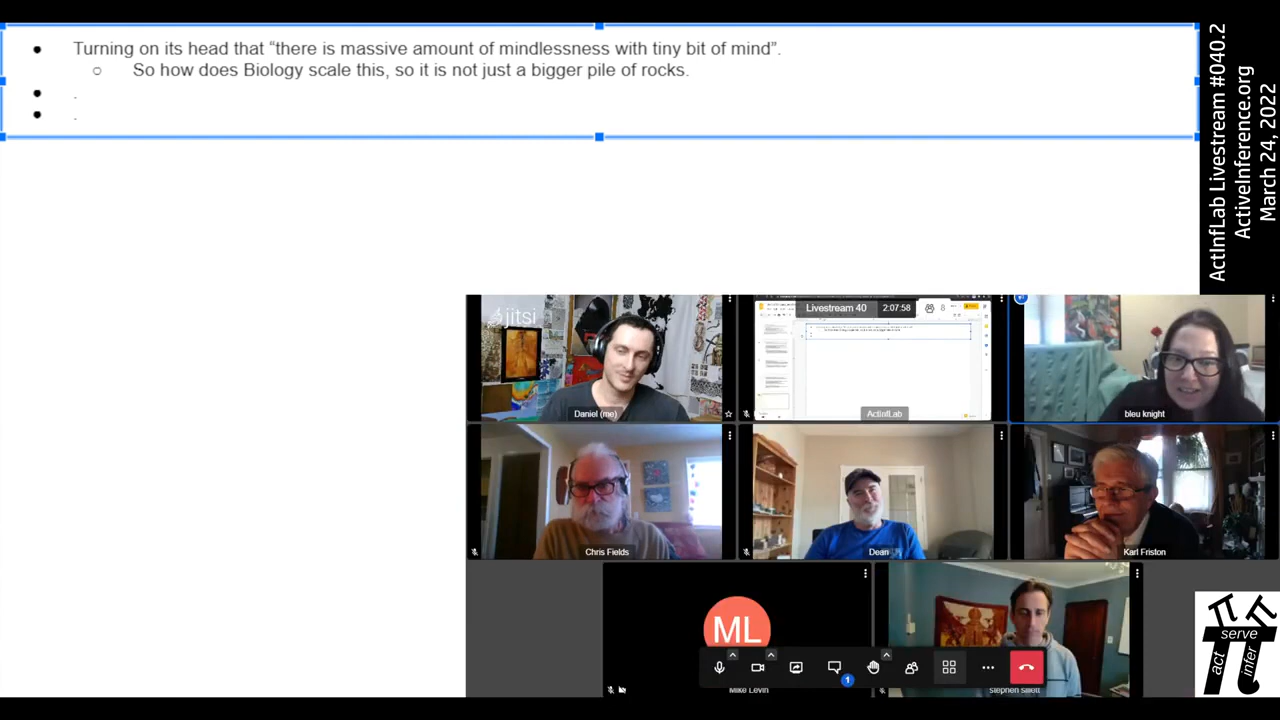 Turning on its head that “there is massive amount of mindlessness with tiny bit of mind”.
So how does Biology scale this, so it is not just a bigger pile of rocks.
.
.
ActInfLab Livestream #040.2
ActiveInference.org
March 24, 2022
jitsi
Daniel (me)
Livestream 40
2:07:58
8
ActInfLab
bleu knight
Chris Fields
Dean
Karl Friston
ML
Mike Levin
1
stephen sillett
act
serve
infer